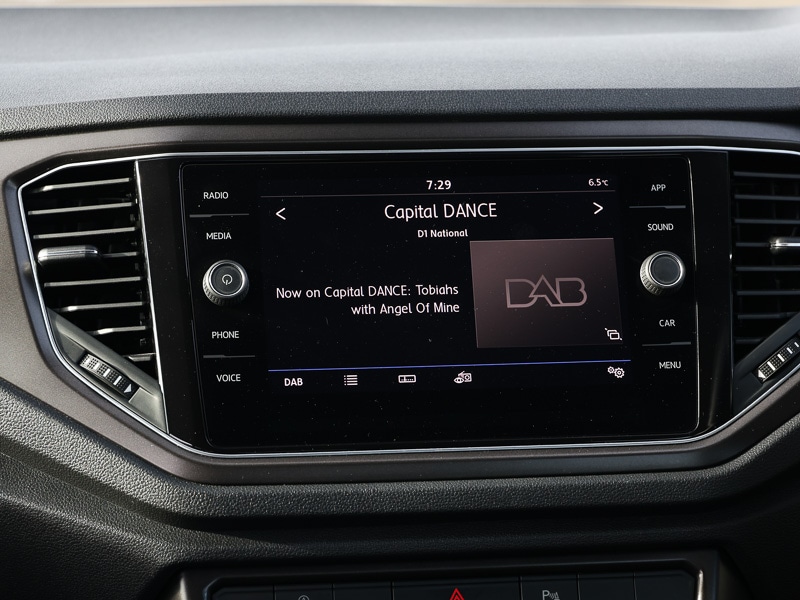 7:29
6.5°C
RADIO
MEDIA
PHONE
VOICE
< Capital DANCE >
D1 National
Now on Capital DANCE: Tobiahs
with Angel Of Mine
DAB
DAB
APP
SOUND
CAR
MENU
P